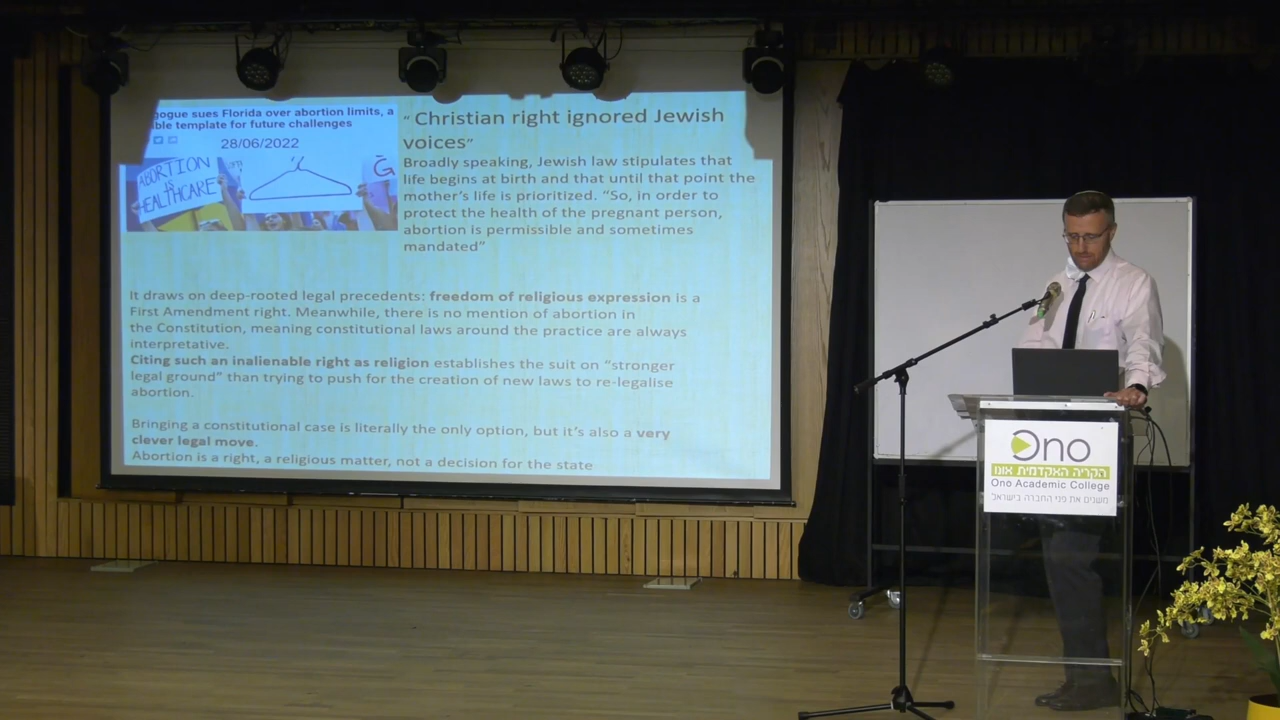 gogue sues Florida over abortion limits, a
ble template for future challenges
28/06/2022
ABORTION
IS
HEALTHCARE
G
" Christian right ignored Jewish
voices"
Broadly speaking, Jewish law stipulates that
life begins at birth and that until that point the
mother's life is prioritized. "So, in order to
protect the health of the pregnant person,
abortion is permissible and sometimes
mandated"
It draws on deep-rooted legal precedents: freedom of religious expression is a
First Amendment right. Meanwhile, there is no mention of abortion in
the Constitution, meaning constitutional laws around the practice are always
interpretative.
Citing such an inalienable right as religion establishes the suit on "stronger
legal ground" than trying to push for the creation of new laws to re-legalise
abortion.
Bringing a constitutional case is literally the only option, but it's also a very
clever legal move.
Abortion is a right, a religious matter, not a decision for the state
Ono
הקריה האקדמית אונו
Ono Academic College
משנים את פני החברה בישראל